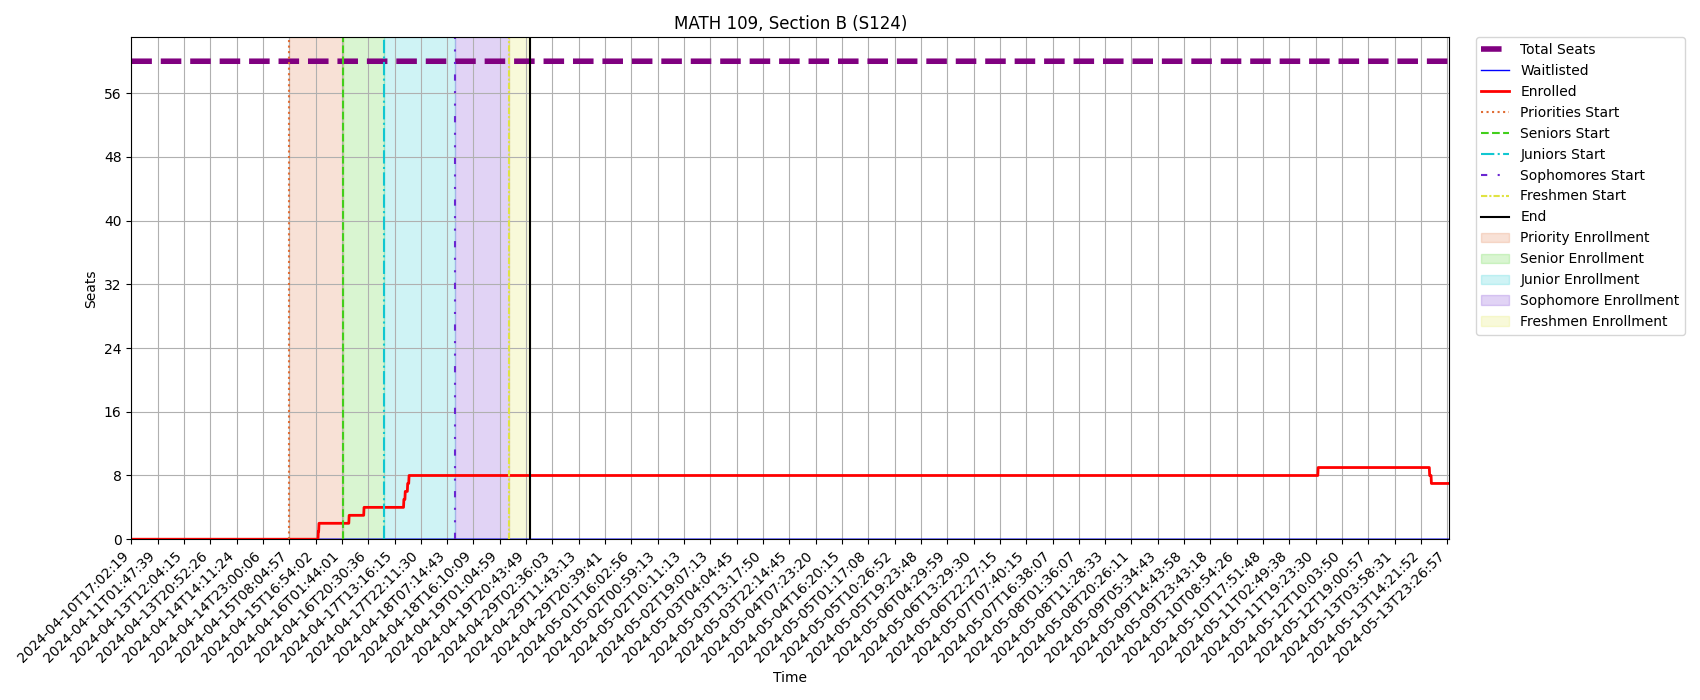 MATH 109, Section B (S124)
Seats
56
48
40
32
24
16
8
0
2024-04-10T17:02:19
2024-04-11T01:47:39
2024-04-13T02:04:15
2024-04-13T10:52:26
2024-04-14T14:11:24
2024-04-14T23:00:06
2024-04-15T08:04:57
2024-04-15T16:54:02
2024-04-16T01:44:01
2024-04-16T20:30:36
2024-04-17T13:16:15
2024-04-17T22:11:30
2024-04-18T07:14:43
2024-04-18T16:10:09
2024-04-19T01:04:59
2024-04-19T20:43:49
2024-04-29T02:36:03
2024-04-29T11:43:13
2024-04-29T20:39:41
2024-05-01T16:02:56
2024-05-02T00:59:13
2024-05-02T10:11:13
2024-05-02T19:07:13
2024-05-03T04:04:45
2024-05-03T13:17:50
2024-05-03T22:14:45
2024-05-04T07:23:20
2024-05-04T16:20:15
2024-05-05T01:17:08
2024-05-05T10:26:52
2024-05-05T19:23:48
2024-05-06T04:29:59
2024-05-06T13:29:30
2024-05-06T22:27:15
2024-05-07T07:40:15
2024-05-07T16:38:07
2024-05-08T01:36:07
2024-05-08T11:28:33
2024-05-08T20:26:11
2024-05-09T05:34:43
2024-05-09T14:43:58
2024-05-09T23:43:18
2024-05-10T08:54:26
2024-05-10T17:51:48
2024-05-11T02:49:38
2024-05-11T19:23:30
2024-05-12T10:03:50
2024-05-12T19:00:57
2024-05-13T03:58:31
2024-05-13T14:21:52
2024-05-13T23:26:57
Time
Total Seats
Waitlisted
Enrolled
Priorities Start
Seniors Start
Juniors Start
Sophomores Start
Freshmen Start
End
Priority Enrollment
Senior Enrollment
Junior Enrollment
Sophomore Enrollment
Freshmen Enrollment